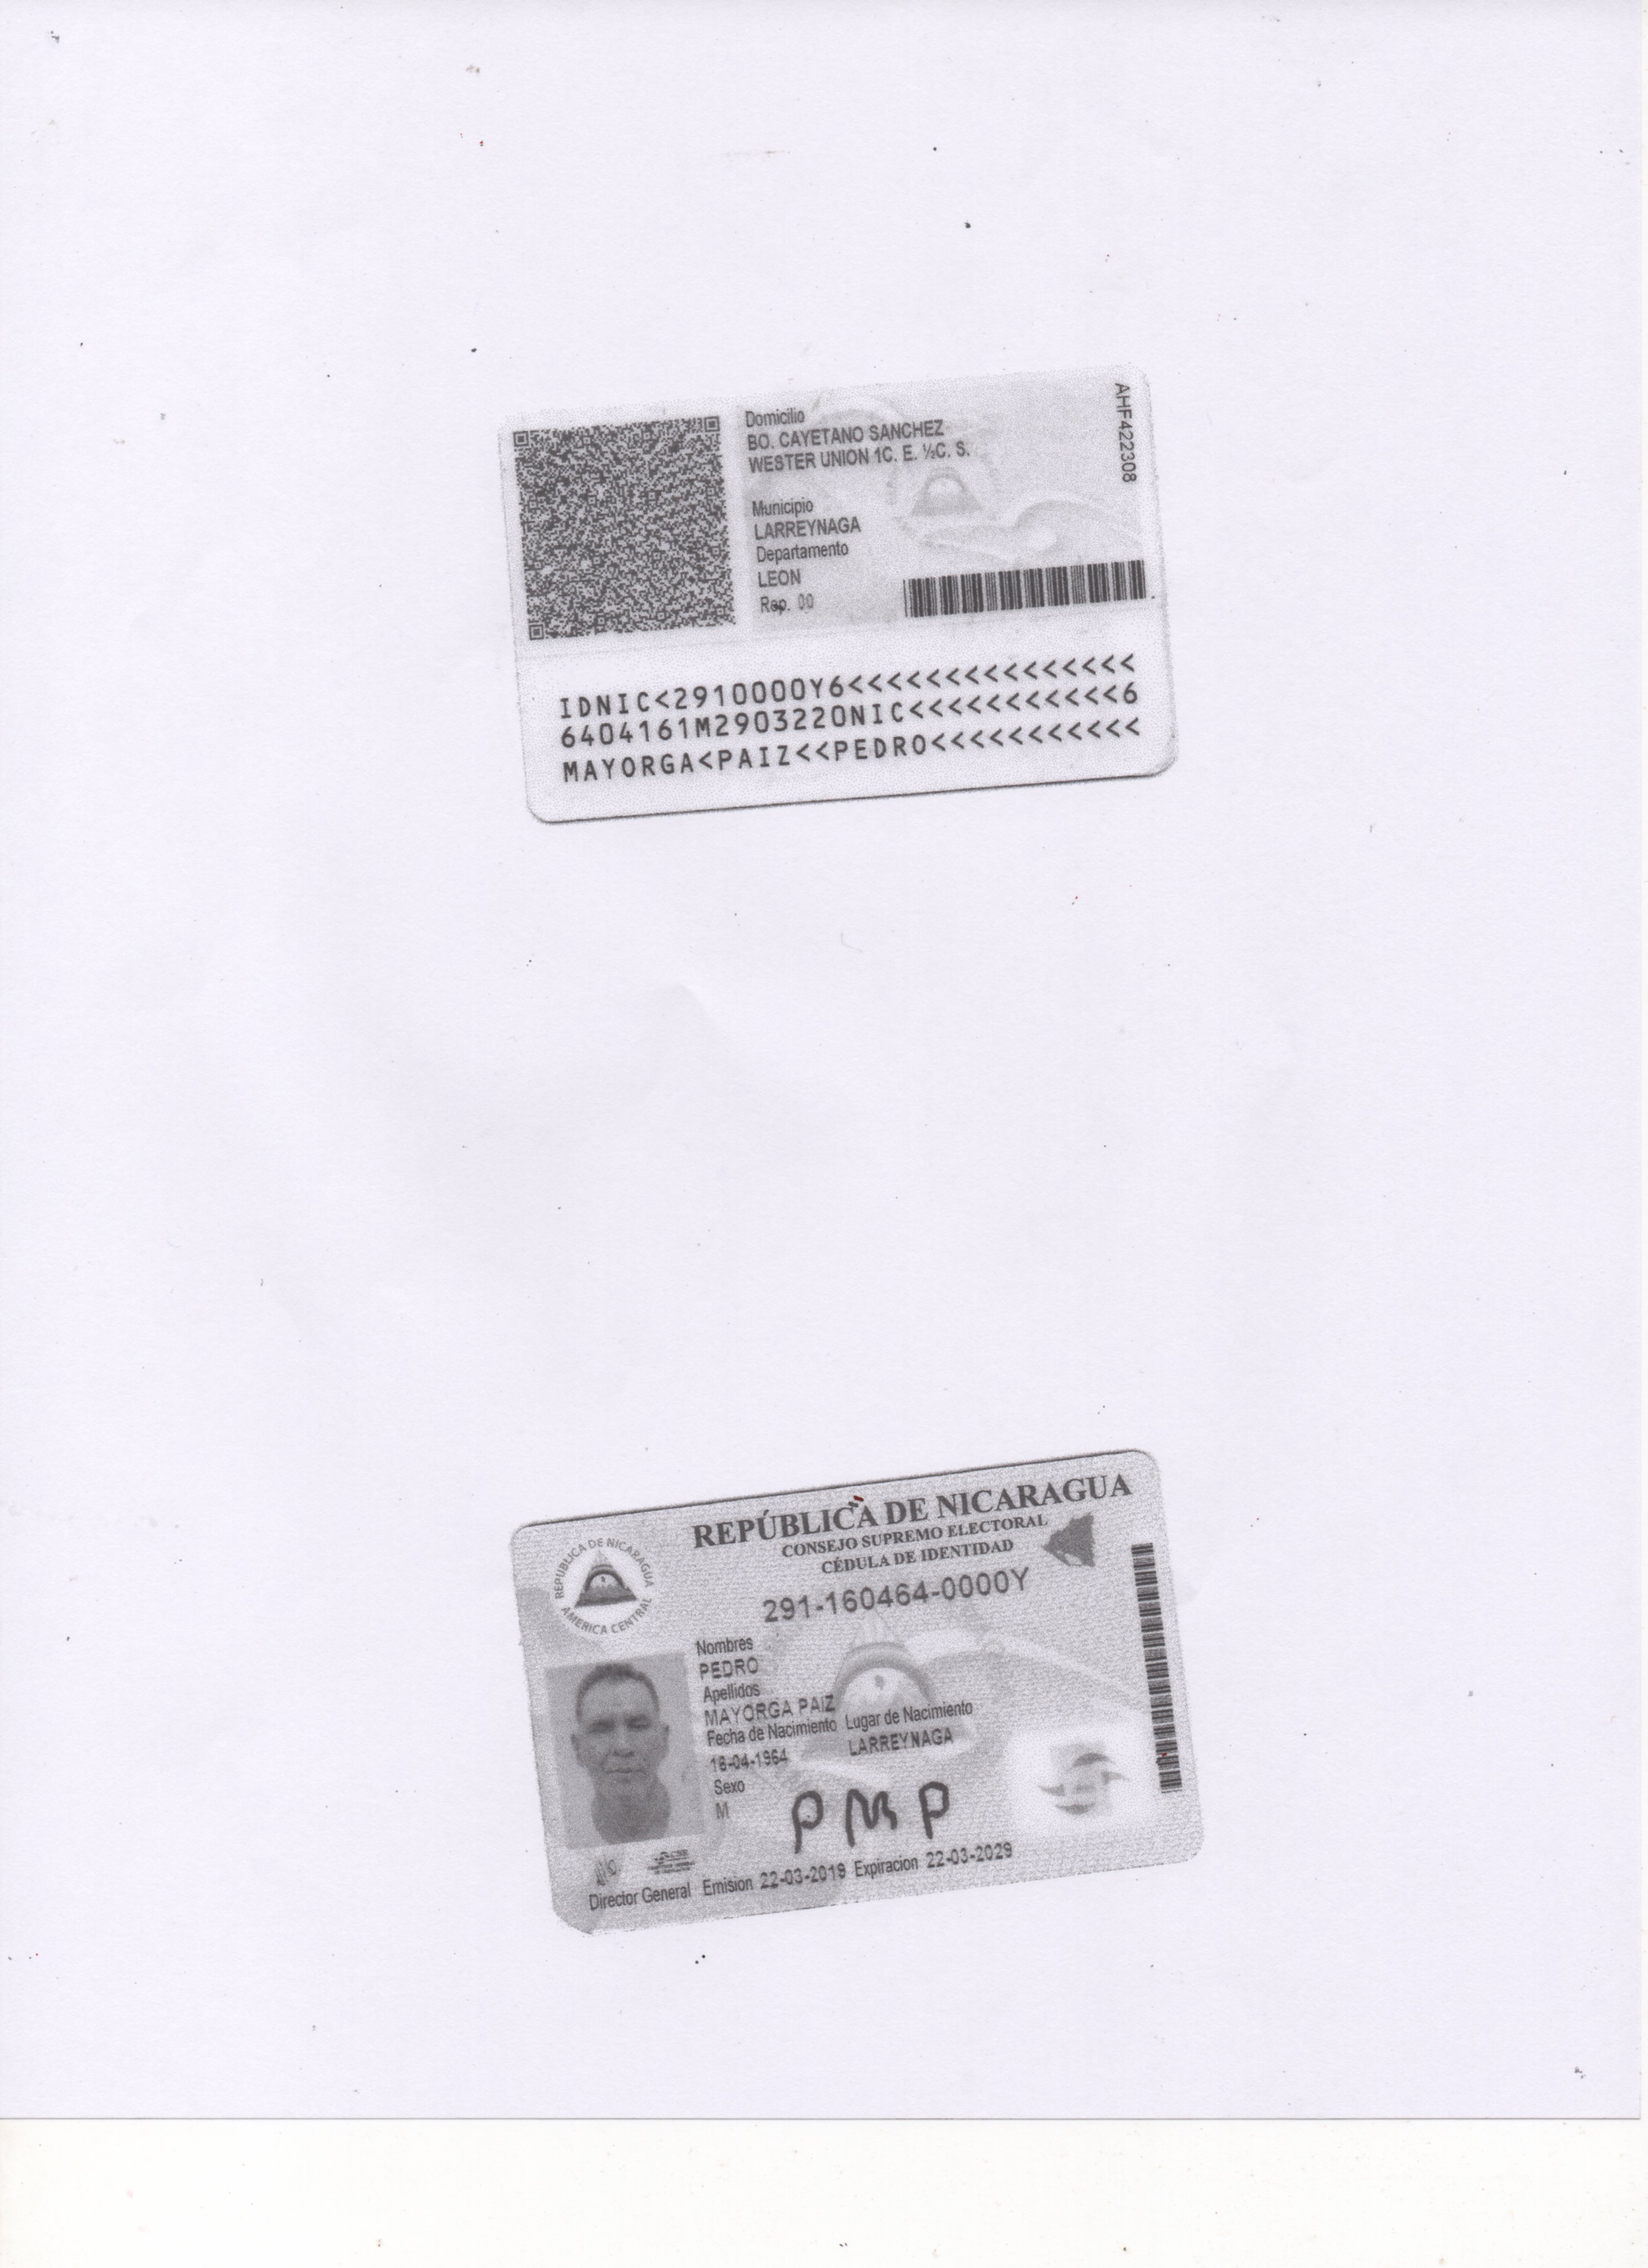 Domicilio
BO. CAYETANO SANCHEZ
WESTER UNION 1C. E. ½C. S.
AHF422308
Municipio
LARREYNAGA
Departamento
LEON
Rep. 00
IDNIC<2910000Y6<<<<<<<<<<<<<<<
6404161M2903220NIC<<<<<<<<<<<6
MAYORGA<PAIZ<<PEDRO<<<<<<<<<<<
REPÚBLICA DE NICARAGUA
CONSEJO SUPREMO ELECTORAL
CÉDULA DE IDENTIDAD
REPUBLICA DE NICARAGUA
AMERICA CENTRAL
291-160464-0000Y
Nombres
PEDRO
Apellidos
MAYORGA PAIZ
Fecha de Nacimiento Lugar de Nacimiento
16-04-1964 LARREYNAGA
Sexo
M
PMP
Director General Emision 22-03-2019 Expiracion 22-03-2029